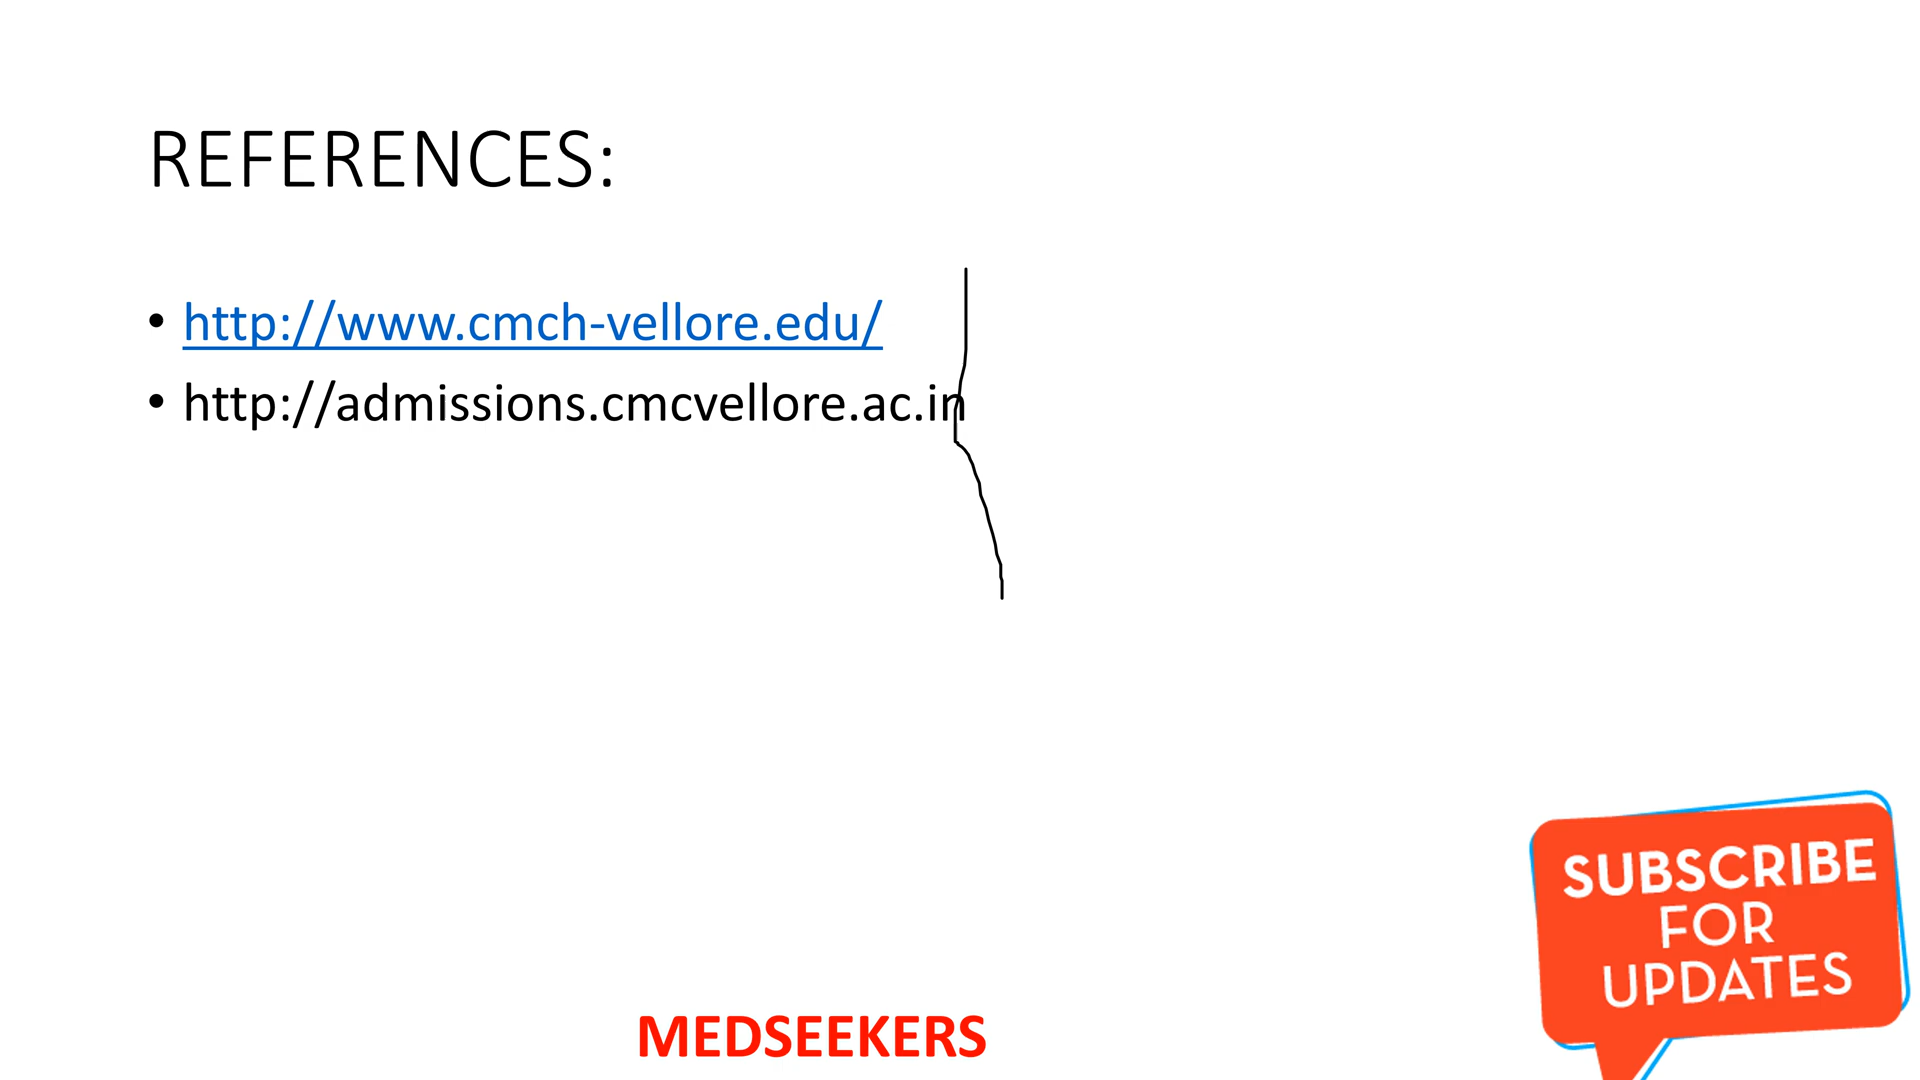 REFERENCES:
• http://www.cmch-vellore.edu/
• http://admissions.cmcvellore.ac.in
SUBSCRIBE
FOR
UPDATES
MEDSEEKERS